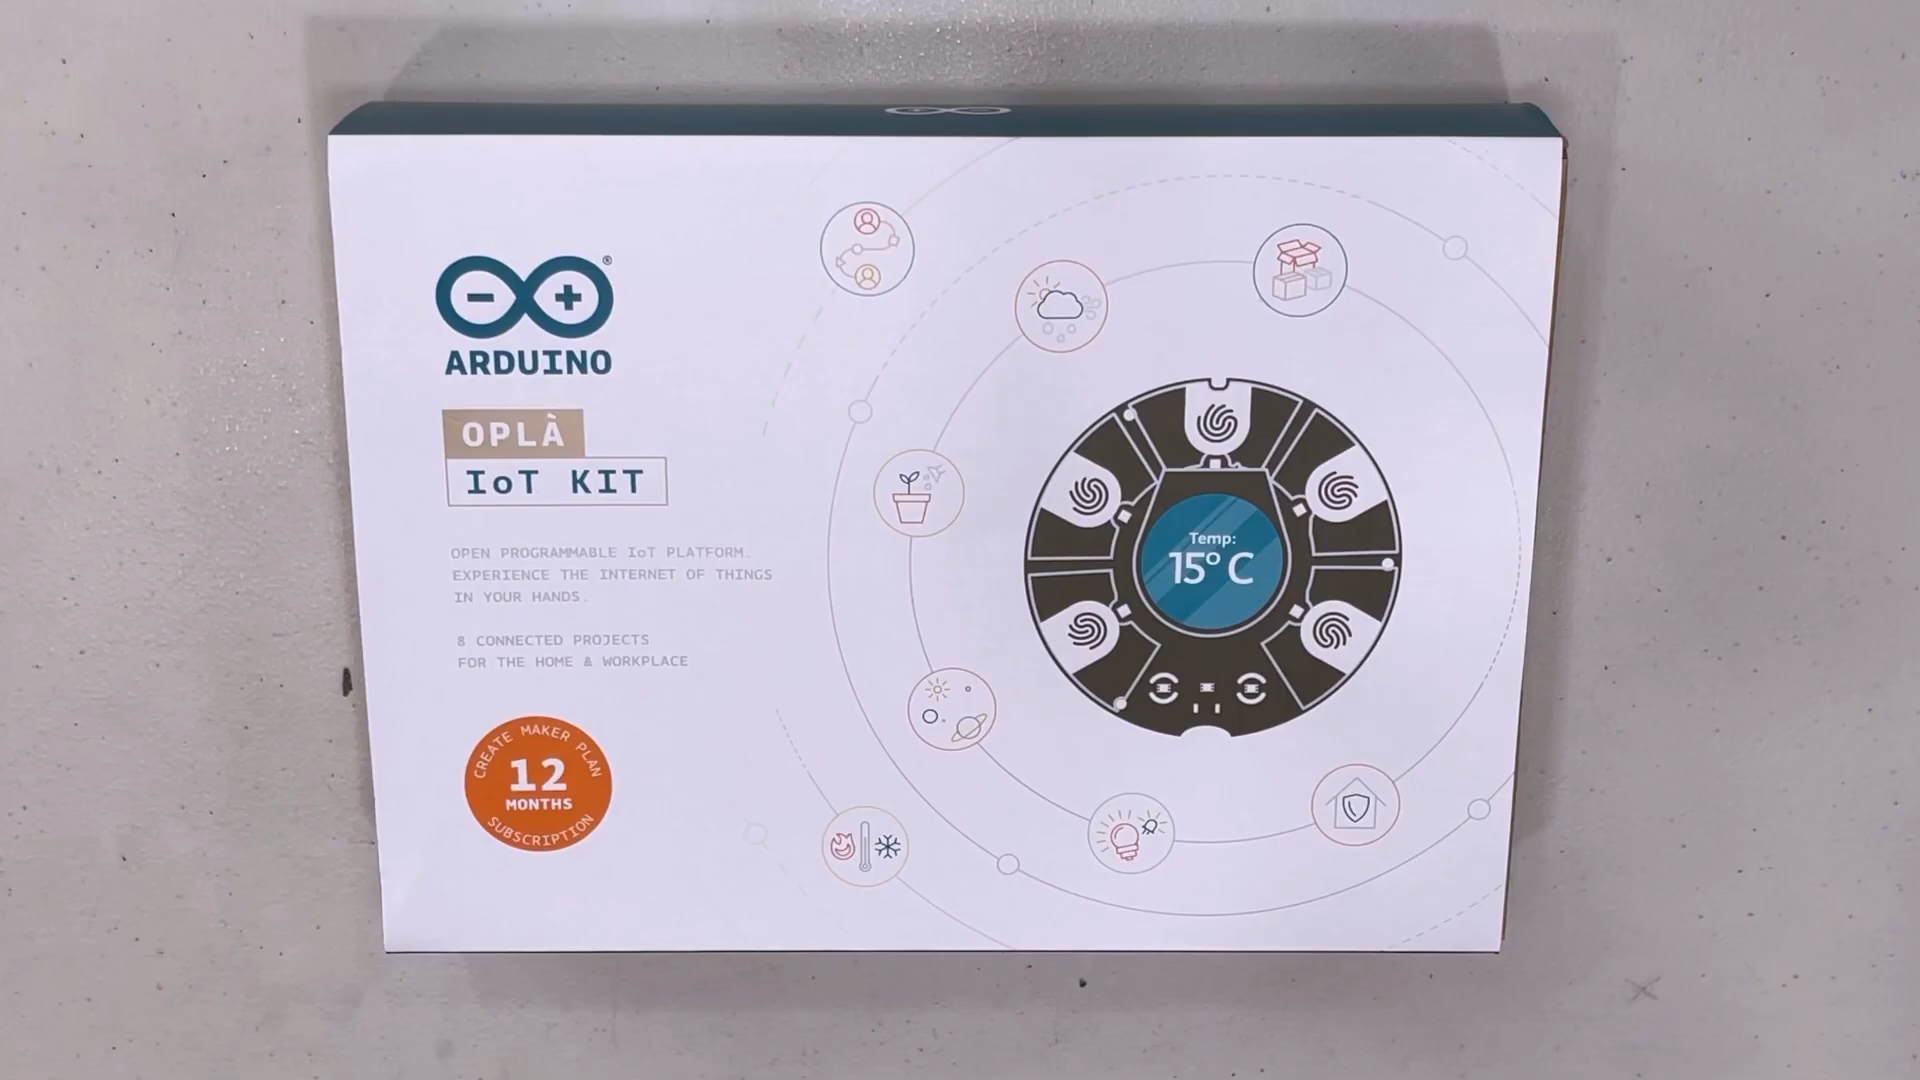 ARDUINO
OPLÀ
IoT KIT
OPEN PROGRAMMABLE IoT PLATFORM.
EXPERIENCE THE INTERNET OF THINGS
IN YOUR HANDS.
8 CONNECTED PROJECTS
FOR THE HOME & WORKPLACE
CREATE MAKER PLAN
12
MONTHS
SUBSCRIPTION
Temp:
15º C